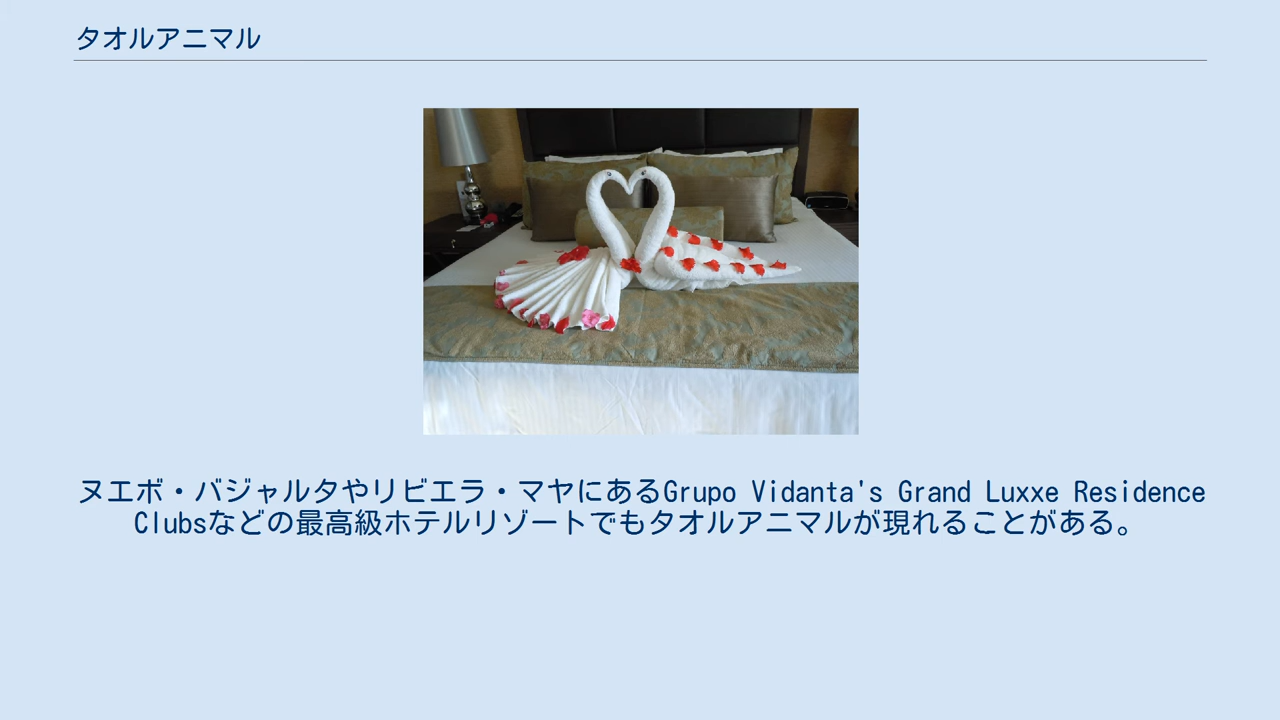 タオルアニマル
ヌエボ・バジャルタやリビエラ・マヤにあるGrupo Vidanta's Grand Luxxe Residence
Clubsなどの最高級ホテルリゾートでもタオルアニマルが現れることがある。